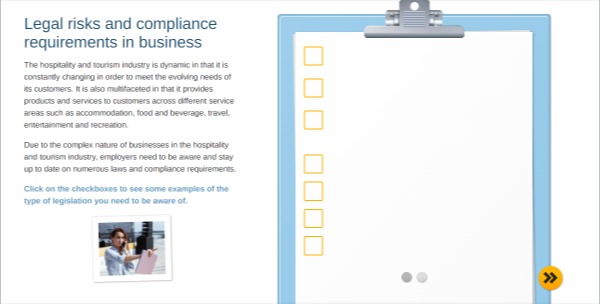 Legal risks and compliance
requirements in business
The hospitality and tourism industry is dynamic in that it is
constantly changing in order to meet the evolving needs of
its customers. It is also multifaceted in that it provides
products and services to customers across different service
areas such as accommodation, food and beverage, travel,
entertainment and recreation.
Due to the complex nature of businesses in the hospitality
and tourism industry, employers need to be aware and stay
up to date on numerous laws and compliance requirements.
Click on the checkboxes to see some examples of the
type of legislation you need to be aware of.